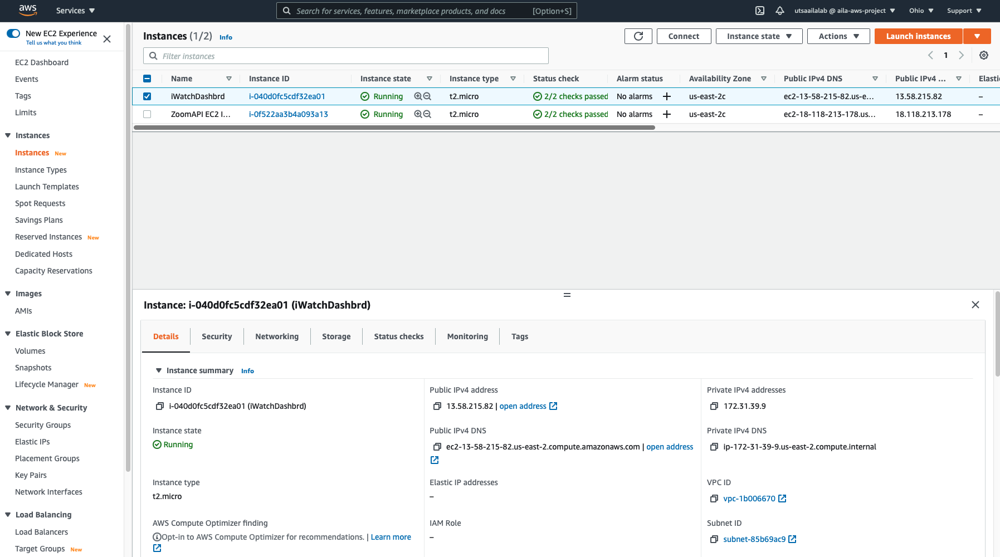 aws
Services
Search for services, features, marketplace products, and docs [Option+S]
utsaailalab @ aila-aws-project
Ohio
Support
New EC2 Experience
Tell us what you think
EC2 Dashboard
Events
Tags
Limits
Instances
Instances New
Instance Types
Launch Templates
Spot Requests
Savings Plans
Reserved Instances New
Dedicated Hosts
Capacity Reservations
Images
AMIs
Elastic Block Store
Volumes
Snapshots
Lifecycle Manager New
Network & Security
Security Groups
Elastic IPs
Placement Groups
Key Pairs
Network Interfaces
Load Balancing
Load Balancers
Target Groups New
Instances (1/2) Info
Connect
Instance state
Actions
Launch instances
Filter instances
1
Name Instance ID Instance state Instance type Status check Alarm status Availability Zone Public IPv4 DNS Public IPv4 ... Elasti
iWatchDashbrd i-040d0fc5cdf32ea01 Running t2.micro 2/2 checks passed No alarms + us-east-2c ec2-13-58-215-82.us-e... 13.58.215.82 –
ZoomAPI EC2 I... i-0f522aa3b4a093a13 Running t2.micro 2/2 checks passed No alarms + us-east-2c ec2-18-118-213-178.us... 18.118.213.178 –
Instance: i-040d0fc5cdf32ea01 (iWatchDashbrd)
Details Security Networking Storage Status checks Monitoring Tags
Instance summary Info
Instance ID
i-040d0fc5cdf32ea01 (iWatchDashbrd)
Public IPv4 address
13.58.215.82 | open address
Private IPv4 addresses
172.31.39.9
Instance state
Running
Public IPv4 DNS
ec2-13-58-215-82.us-east-2.compute.amazonaws.com | open address
Private IPv4 DNS
ip-172-31-39-9.us-east-2.compute.internal
Instance type
t2.micro
Elastic IP addresses
–
VPC ID
vpc-1b006670
AWS Compute Optimizer finding
Opt-in to AWS Compute Optimizer for recommendations. | Learn more
IAM Role
–
Subnet ID
subnet-85b69ac9